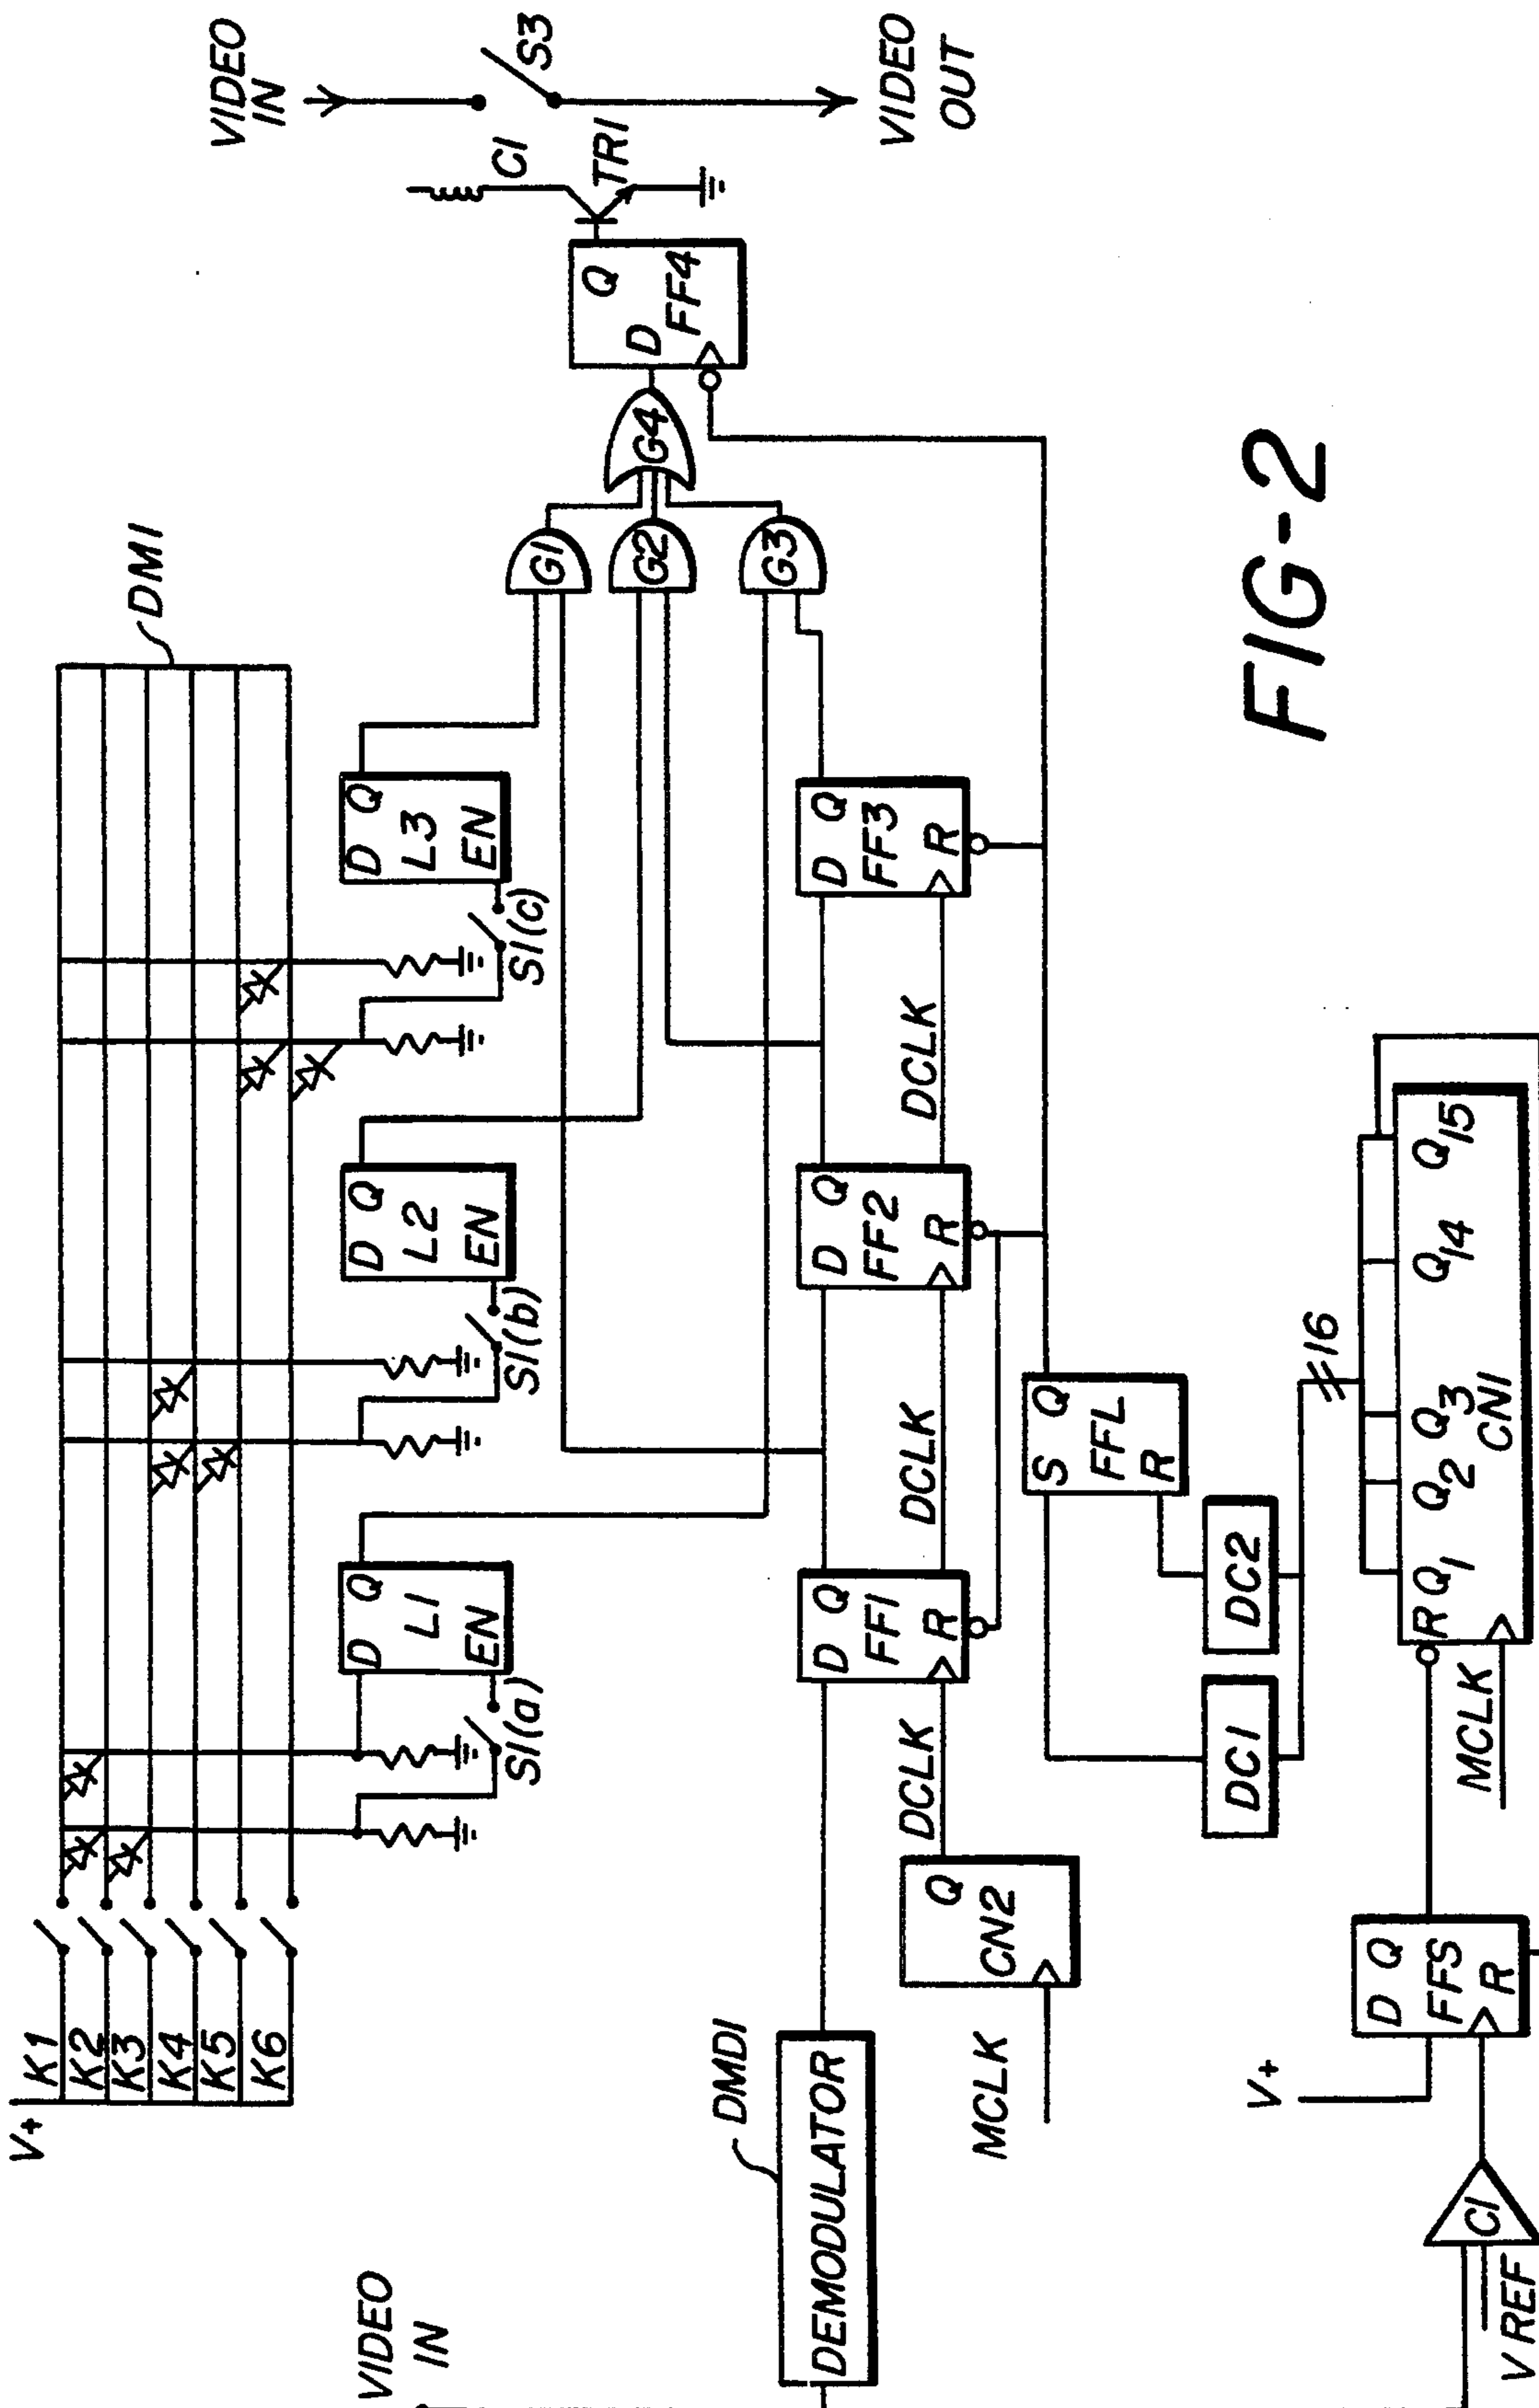 V+
K1
K2
K3
K4
K5
K6
DM1
D Q
L1
EN
S1(a)
D Q
L2
EN
S1(b)
D Q
L3
EN
S1(c)
G1
G2
G3
G4
Q
D
FF4
C1
TR1
VIDEO
IN
S3
VIDEO
OUT
VIDEO
IN
DMD1
DEMODULATOR
MCLK
Q
CN2
DCLK
D Q
FF1
R
DCLK
D Q
FF2
R
DCLK
D Q
FF3
R
S Q
FFL
R
DC1
DC2
16
V+
V REF
C1
D Q
FFS
R
MCLK
R Q1 Q2 Q3 Q14 Q15
CN1
FIG-2